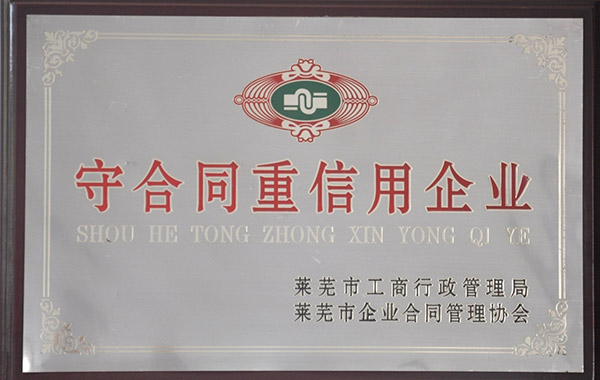 守合同重信用企业
SHOU HE TONG ZHONG XIN YONG QI YE
莱芜市工商行政管理局
莱芜市企业合同管理协会